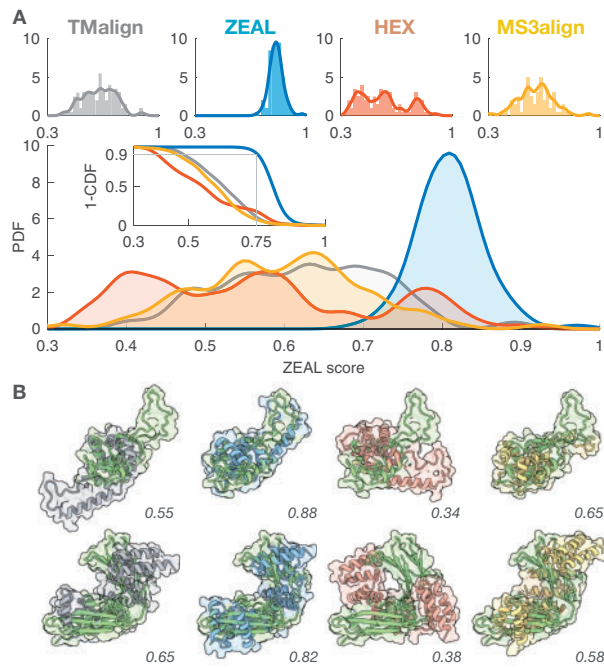 A
TMalign ZEAL HEX MS3align
10 10 10 10
5 5 5 5
0 0 0 0
0.3 1 0.3 1 0.3 1 0.3 1
10
8
6
4
2
0
PDF
0.9
0.5
0
1-CDF
0.3 0.5 0.75 1
0.3 0.4 0.5 0.6 0.7 0.8 0.9 1
ZEAL score
B
0.55 0.88 0.34 0.65
0.65 0.82 0.38 0.58